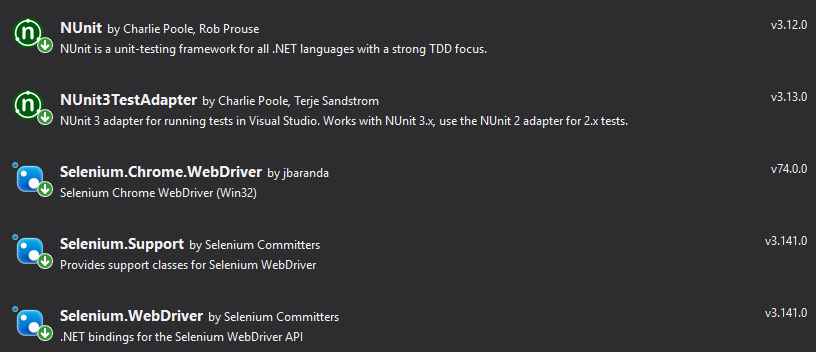 NUnit by Charlie Poole, Rob Prouse v3.12.0
NUnit is a unit-testing framework for all .NET languages with a strong TDD focus.
NUnit3TestAdapter by Charlie Poole, Terje Sandstrom v3.13.0
NUnit 3 adapter for running tests in Visual Studio. Works with NUnit 3.x, use the NUnit 2 adapter for 2.x tests.
Selenium.Chrome.WebDriver by jbaranda v74.0.0
Selenium Chrome WebDriver (Win32)
Selenium.Support by Selenium Committers v3.141.0
Provides support classes for Selenium WebDriver
Selenium.WebDriver by Selenium Committers v3.141.0
.NET bindings for the Selenium WebDriver API